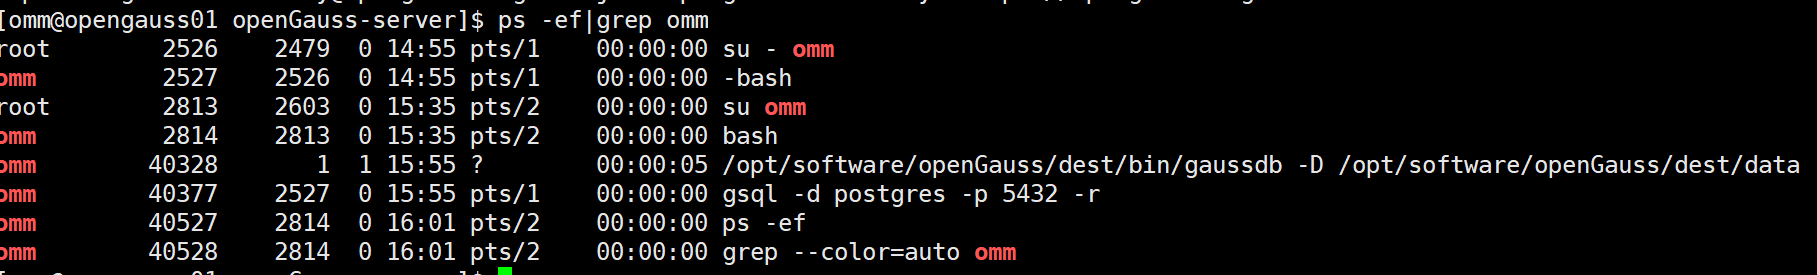 [omm@opengauss01 openGauss-server]$ ps -ef|grep omm
root 2526 2479 0 14:55 pts/1 00:00:00 su - omm
omm 2527 2526 0 14:55 pts/1 00:00:00 -bash
root 2813 2603 0 15:35 pts/2 00:00:00 su omm
omm 2814 2813 0 15:35 pts/2 00:00:00 bash
omm 40328 1 1 15:55 ? 00:00:05 /opt/software/openGauss/dest/bin/gaussdb -D /opt/software/openGauss/dest/data
omm 40377 2527 0 15:55 pts/1 00:00:00 gsql -d postgres -p 5432 -r
omm 40527 2814 0 16:01 pts/2 00:00:00 ps -ef
omm 40528 2814 0 16:01 pts/2 00:00:00 grep --color=auto omm